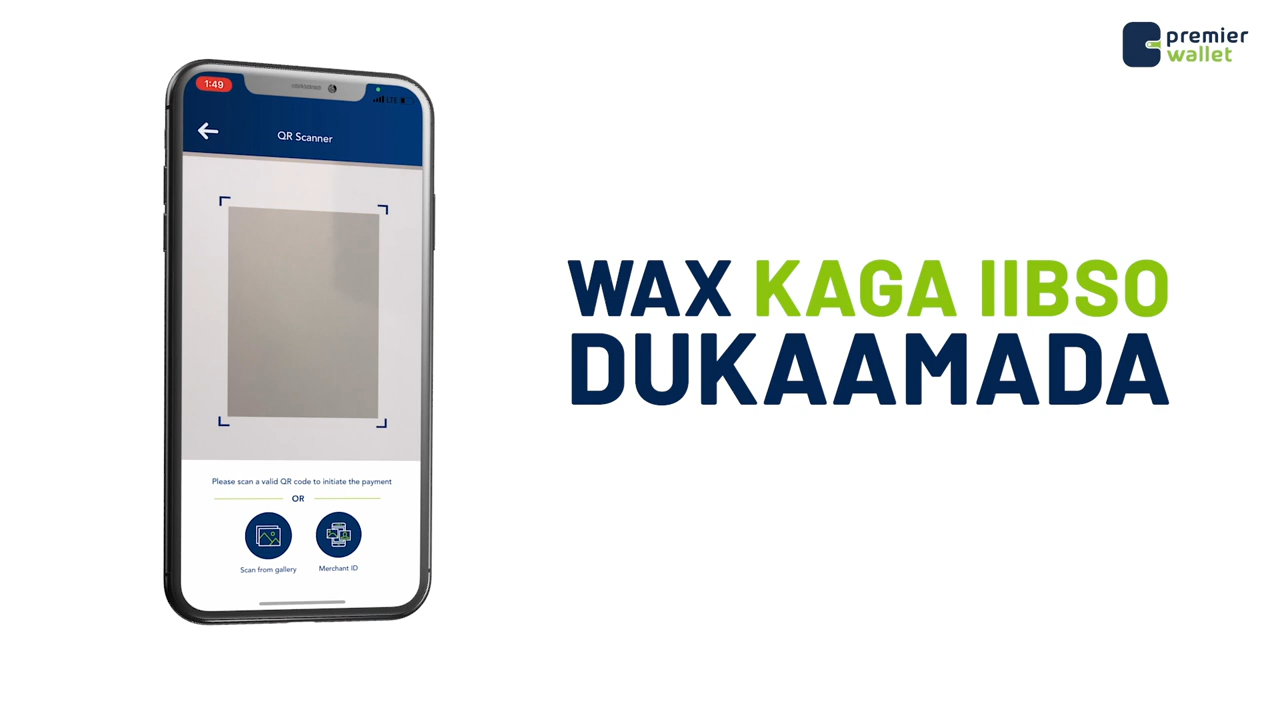 premier
wallet
1:49
LTE
QR Scanner
Please scan a valid QR code to initiate the payment
OR
Scan from gallery
Merchant ID
WAX KAGA IIBSO
DUKAAMADA